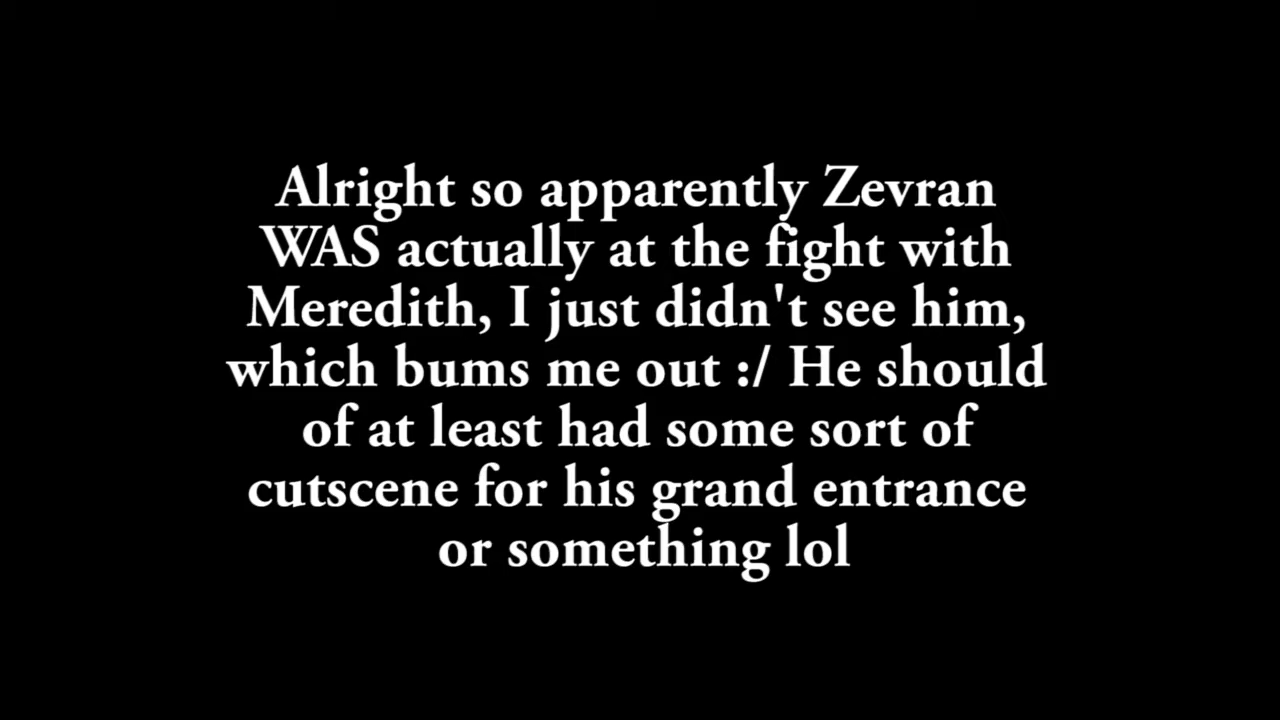 Alright so apparently Zevran
WAS actually at the fight with
Meredith, I just didn't see him,
which bums me out :/ He should
of at least had some sort of
cutscene for his grand entrance
or something lol